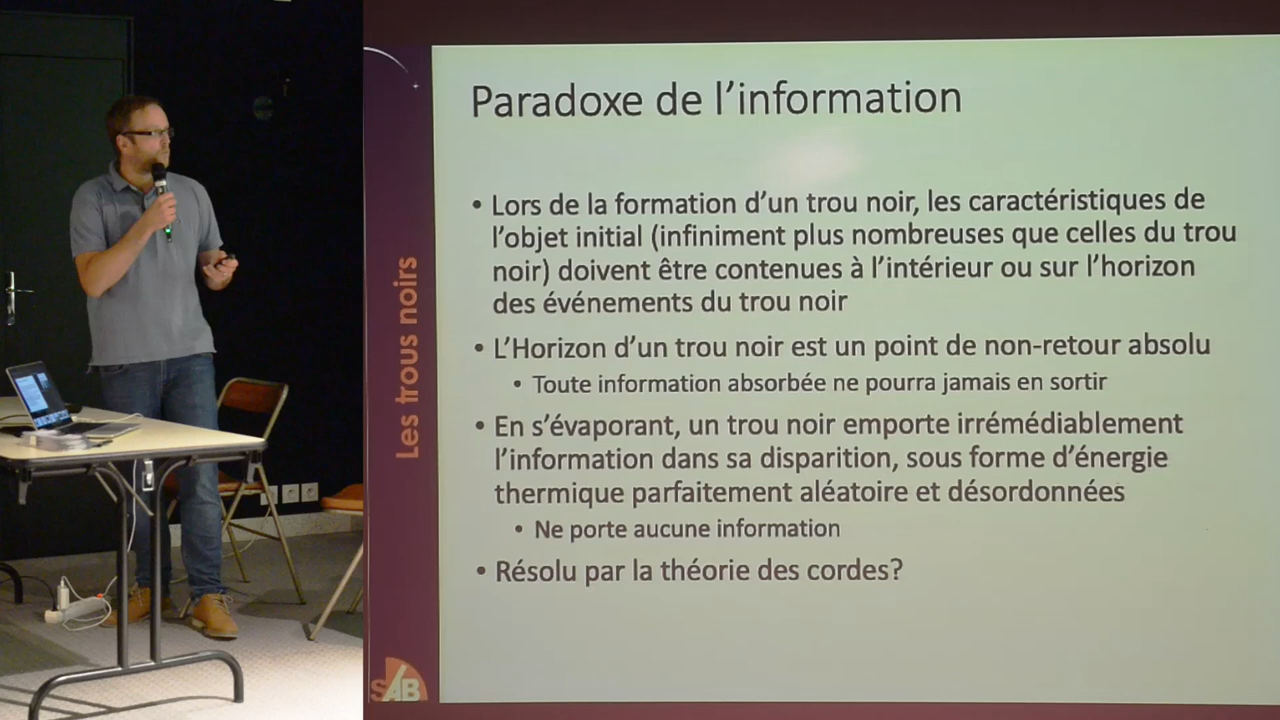 Paradoxe de l'information
• Lors de la formation d'un trou noir, les caractéristiques de
l'objet initial (infiniment plus nombreuses que celles du trou
noir) doivent être contenues à l'intérieur ou sur l'horizon
des événements du trou noir
• L'Horizon d'un trou noir est un point de non-retour absolu
• Toute information absorbée ne pourra jamais en sortir
• En s'évaporant, un trou noir emporte irrémédiablement
l'information dans sa disparition, sous forme d'énergie
thermique parfaitement aléatoire et désordonnées
• Ne porte aucune information
• Résolu par la théorie des cordes?
Les trous noirs
SAB